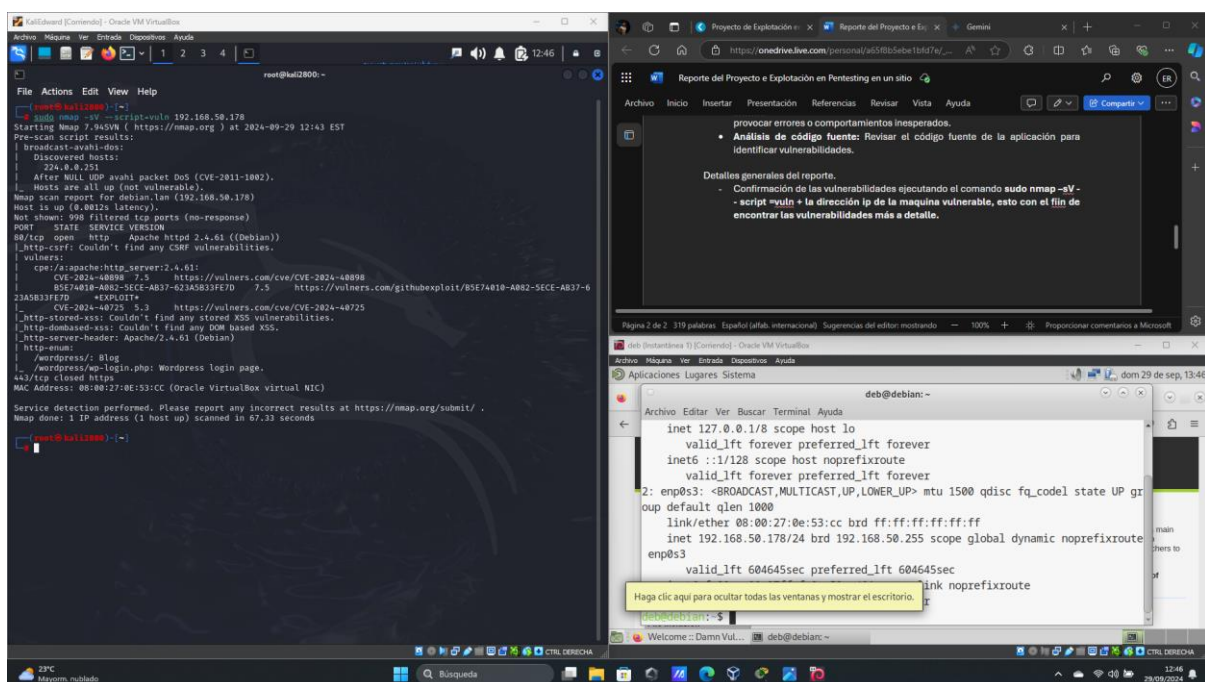 KaliEdward [Corriendo] - Oracle VM VirtualBox
Archivo Máquina Ver Entrada Dispositivos Ayuda
1 2 3 4
12:46
root@kali2800: ~
File Actions Edit View Help
(root㉿kali2800)-[~]
sudo nmap -sV --script=vuln 192.168.50.178
Starting Nmap 7.94SVN ( https://nmap.org ) at 2024-09-29 12:43 EST
Pre-scan script results:
| broadcast-avahi-dos:
|   Discovered hosts:
|     224.0.0.251
|   After NULL UDP avahi packet DoS (CVE-2011-1002).
|_  Hosts are all up (not vulnerable).
Nmap scan report for debian.lan (192.168.50.178)
Host is up (0.0012s latency).
Not shown: 998 filtered tcp ports (no-response)
PORT    STATE  SERVICE VERSION
80/tcp  open   http    Apache httpd 2.4.61 ((Debian))
|_http-csrf: Couldn't find any CSRF vulnerabilities.
| vulners:
|   cpe:/a:apache:http_server:2.4.61:
|     CVE-2024-40898  7.5  https://vulners.com/cve/CVE-2024-40898
|     B5E74010-A082-5ECE-AB37-623A5B33FE7D  7.5  https://vulners.com/githubexploit/B5E74010-A082-5ECE-AB37-6
23A5B33FE7D  *EXPLOIT*
|_    CVE-2024-40725  5.3  https://vulners.com/cve/CVE-2024-40725
|_http-stored-xss: Couldn't find any stored XSS vulnerabilities.
|_http-dombased-xss: Couldn't find any DOM based XSS.
|_http-server-header: Apache/2.4.61 (Debian)
| http-enum:
|   /wordpress/: Blog
|_  /wordpress/wp-login.php: Wordpress login page.
443/tcp closed https
MAC Address: 08:00:27:0E:53:CC (Oracle VirtualBox virtual NIC)
Service detection performed. Please report any incorrect results at https://nmap.org/submit/ .
Nmap done: 1 IP address (1 host up) scanned in 67.33 seconds
(root㉿kali2800)-[~]
CTRL DERECHA
Proyecto de Explotación en
Reporte del Proyecto e Exp
Gemini
https://onedrive.live.com/personal/a65f8b5ebe1bfd7e/_...
Reporte del Proyecto e Explotaciòn en Pentesting en un sitio
ER
Archivo Inicio Insertar Presentación Referencias Revisar Vista Ayuda
Compartir
provocar errores o comportamientos inesperados.
• Análisis de código fuente: Revisar el código fuente de la aplicación para
identificar vulnerabilidades.
Detalles generales del reporte.
- Confirmación de las vulnerabilidades ejecutando el comando sudo nmap –sV -
- script =vuln + la dirección ip de la maquina vulnerable, esto con el fiin de
encontrar las vulnerabilidades más a detalle.
Página 2 de 2 319 palabras Español (alfab. internacional) Sugerencias del editor: mostrando 100% Proporcionar comentarios a Microsoft
deb (Instantánea 1) [Corriendo] - Oracle VM VirtualBox
Archivo Máquina Ver Entrada Dispositivos Ayuda
Aplicaciones Lugares Sistema
dom 29 de sep, 13:46
deb@debian: ~
Archivo Editar Ver Buscar Terminal Ayuda
inet 127.0.0.1/8 scope host lo
valid_lft forever preferred_lft forever
inet6 ::1/128 scope host noprefixroute
valid_lft forever preferred_lft forever
2: enp0s3: <BROADCAST,MULTICAST,UP,LOWER_UP> mtu 1500 qdisc fq_codel state UP gr
oup default qlen 1000
link/ether 08:00:27:0e:53:cc brd ff:ff:ff:ff:ff:ff
inet 192.168.50.178/24 brd 192.168.50.255 scope global dynamic noprefixroute
enp0s3
valid_lft 604645sec preferred_lft 604645sec
ink noprefixroute
Haga clic aquí para ocultar todas las ventanas y mostrar el escritorio.
deb@debian:~$
main
hers to
of
Welcome :: Damn Vul...
deb@debian: ~
CTRL DERECHA
23°C
Mayorm. nublado
Búsqueda
12:46
29/09/2024